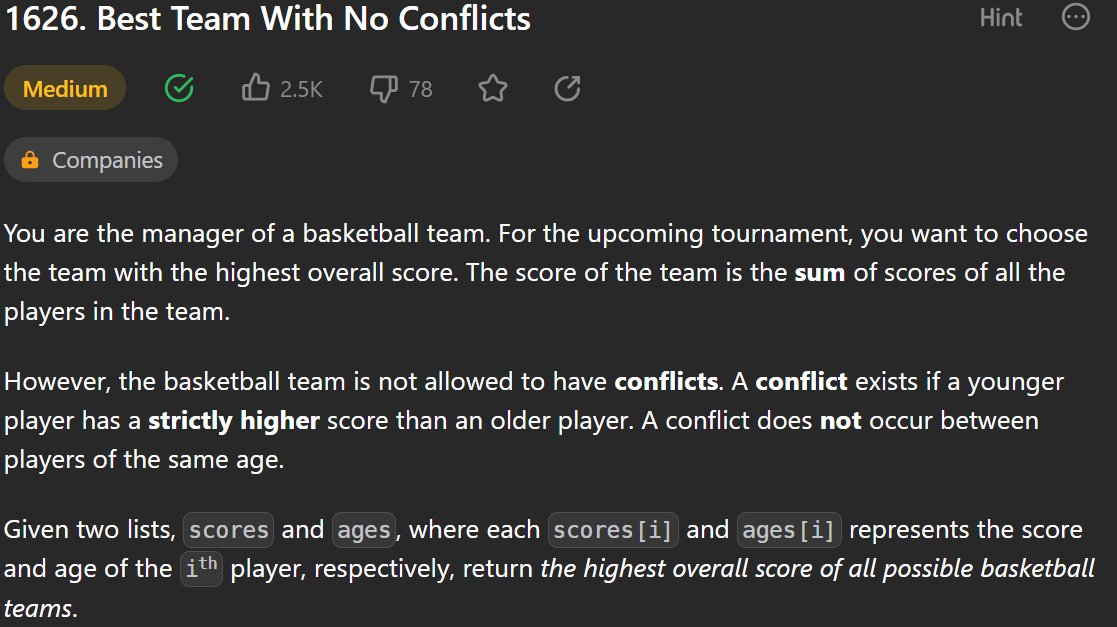 1626. Best Team With No Conflicts
Hint
Medium
2.5K
78
Companies
You are the manager of a basketball team. For the upcoming tournament, you want to choose
the team with the highest overall score. The score of the team is the sum of scores of all the
players in the team.
However, the basketball team is not allowed to have conflicts. A conflict exists if a younger
player has a strictly higher score than an older player. A conflict does not occur between
players of the same age.
Given two lists, scores and ages, where each scores[i] and ages[i] represents the score
and age of the ith player, respectively, return the highest overall score of all possible basketball
teams.